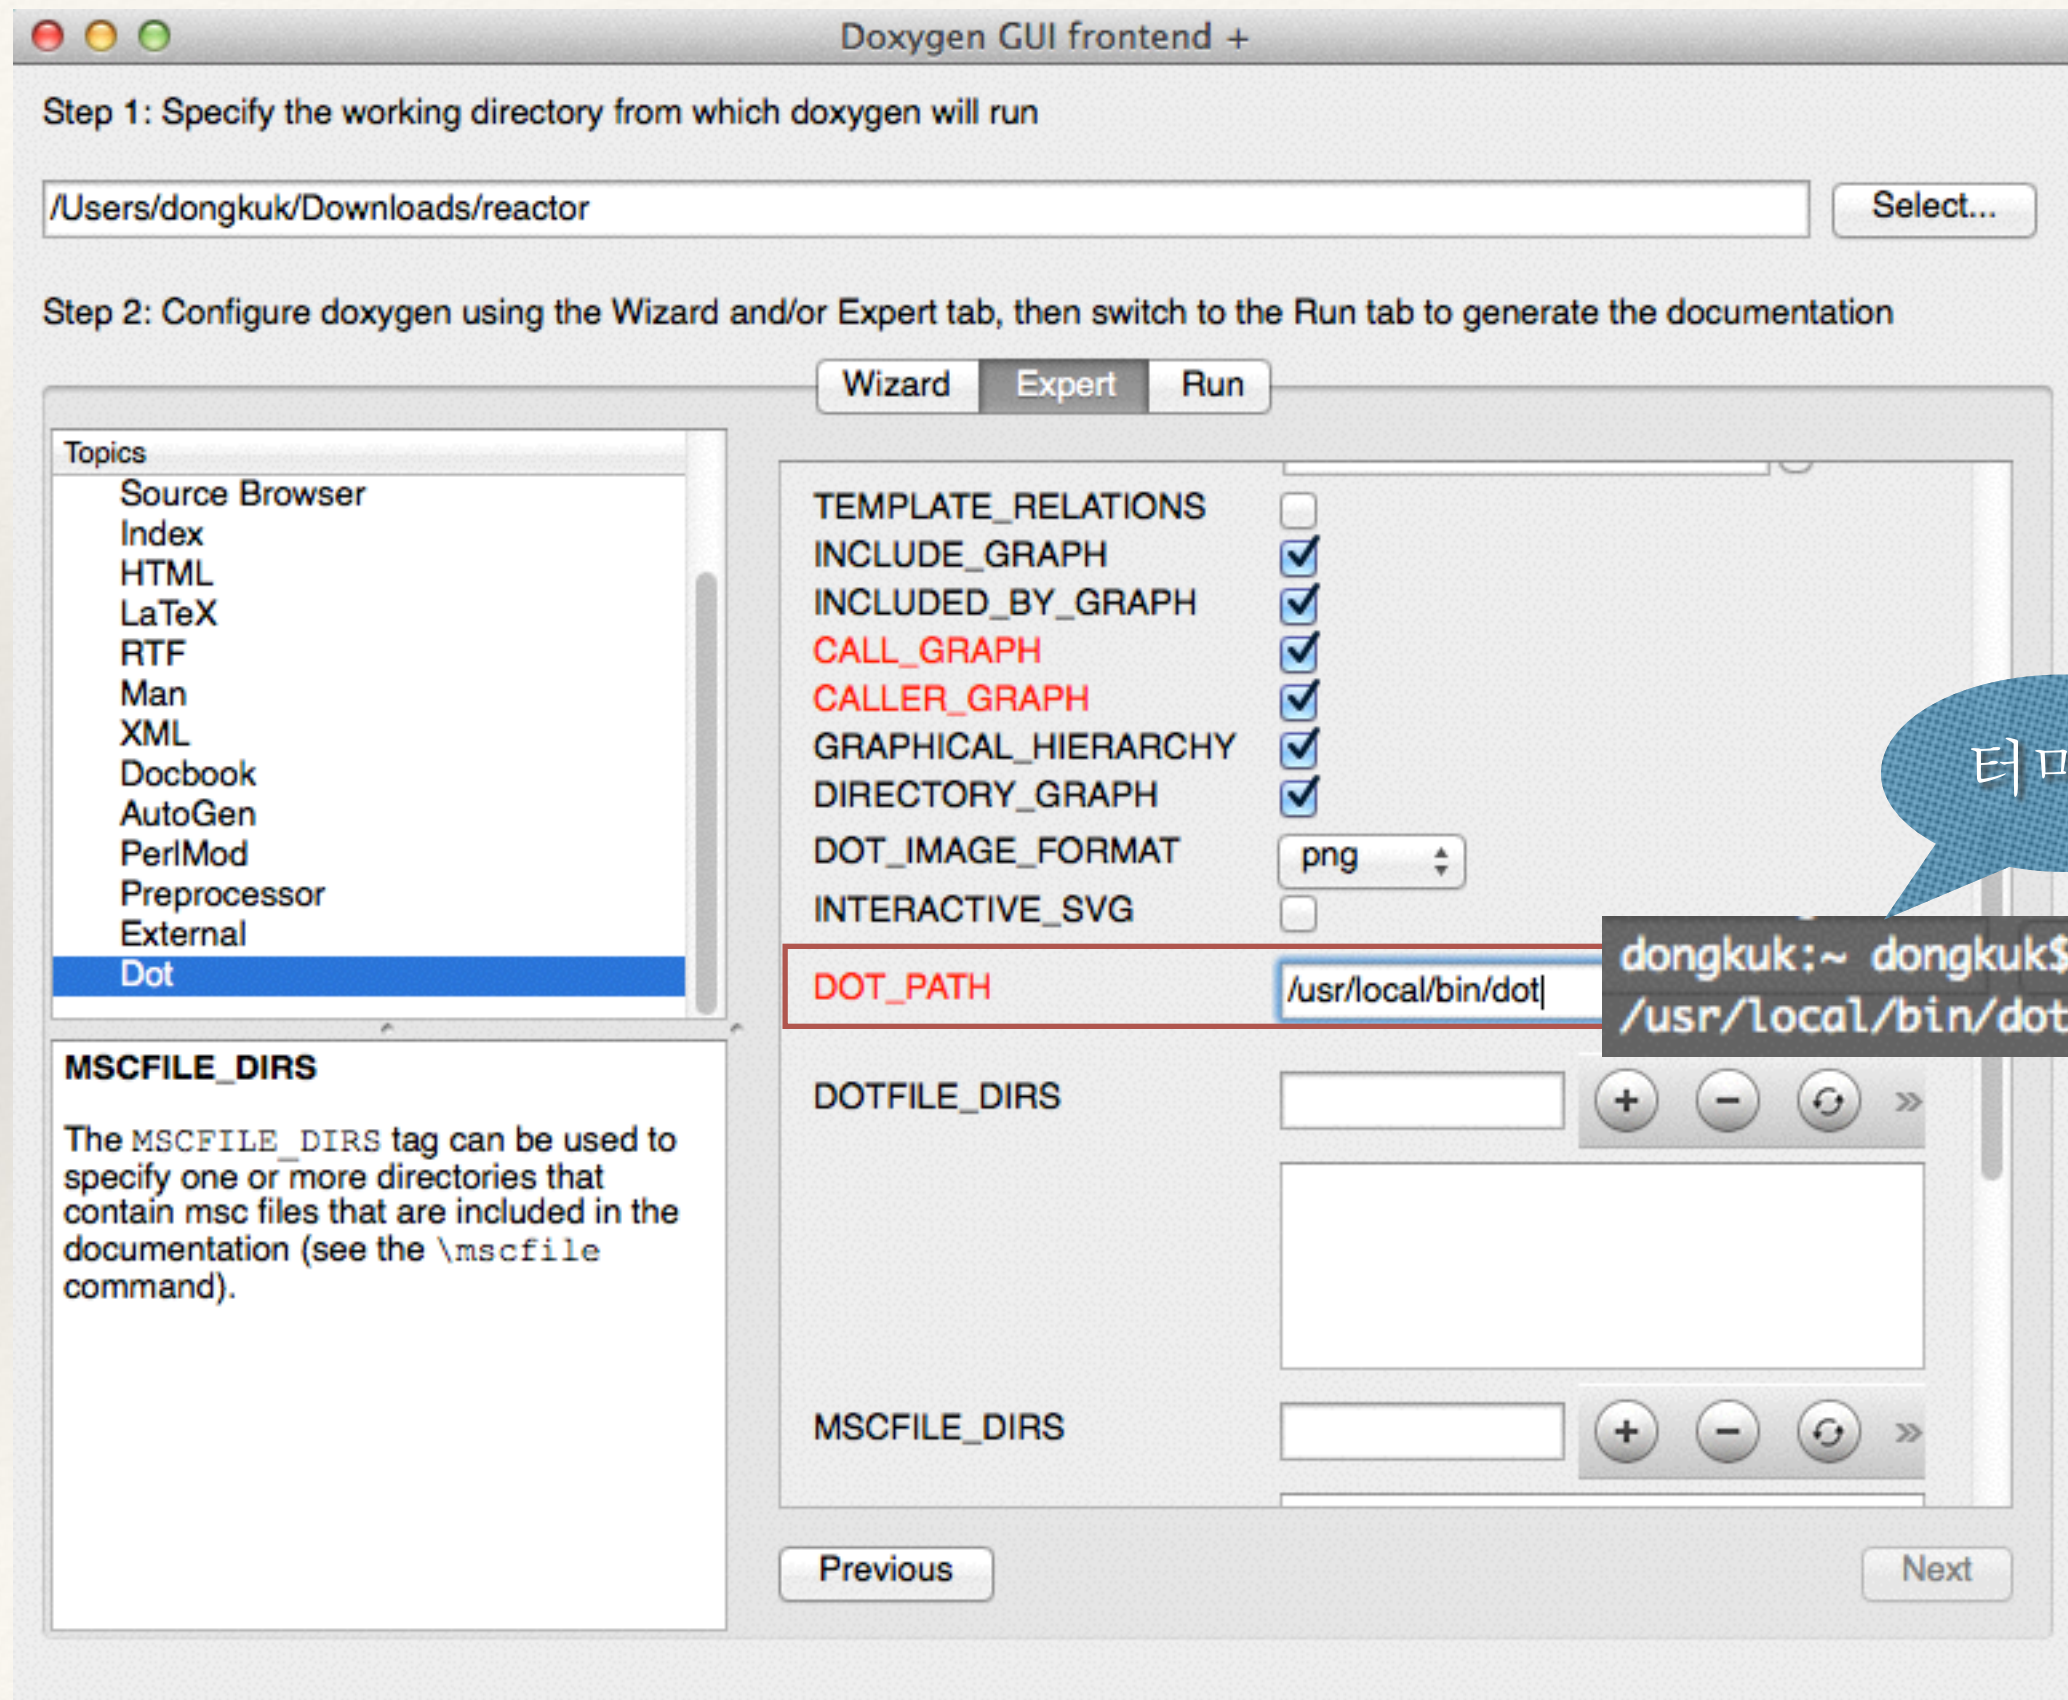 Doxygen GUI frontend +
Step 1: Specify the working directory from which doxygen will run
/Users/dongkuk/Downloads/reactor
Select...
Step 2: Configure doxygen using the Wizard and/or Expert tab, then switch to the Run tab to generate the documentation
Wizard
Expert
Run
Topics
Source Browser
Index
HTML
LaTeX
RTF
Man
XML
Docbook
AutoGen
PerlMod
Preprocessor
External
Dot
MSCFILE_DIRS
The MSCFILE_DIRS tag can be used to
specify one or more directories that
contain msc files that are included in the
documentation (see the \mscfile
command).
TEMPLATE_RELATIONS
INCLUDE_GRAPH
INCLUDED_BY_GRAPH
CALL_GRAPH
CALLER_GRAPH
GRAPHICAL_HIERARCHY
DIRECTORY_GRAPH
DOT_IMAGE_FORMAT png
INTERACTIVE_SVG
DOT_PATH /usr/local/bin/dot
DOTFILE_DIRS
MSCFILE_DIRS
dongkuk:~ dongkuk$
/usr/local/bin/dot
Previous
Next